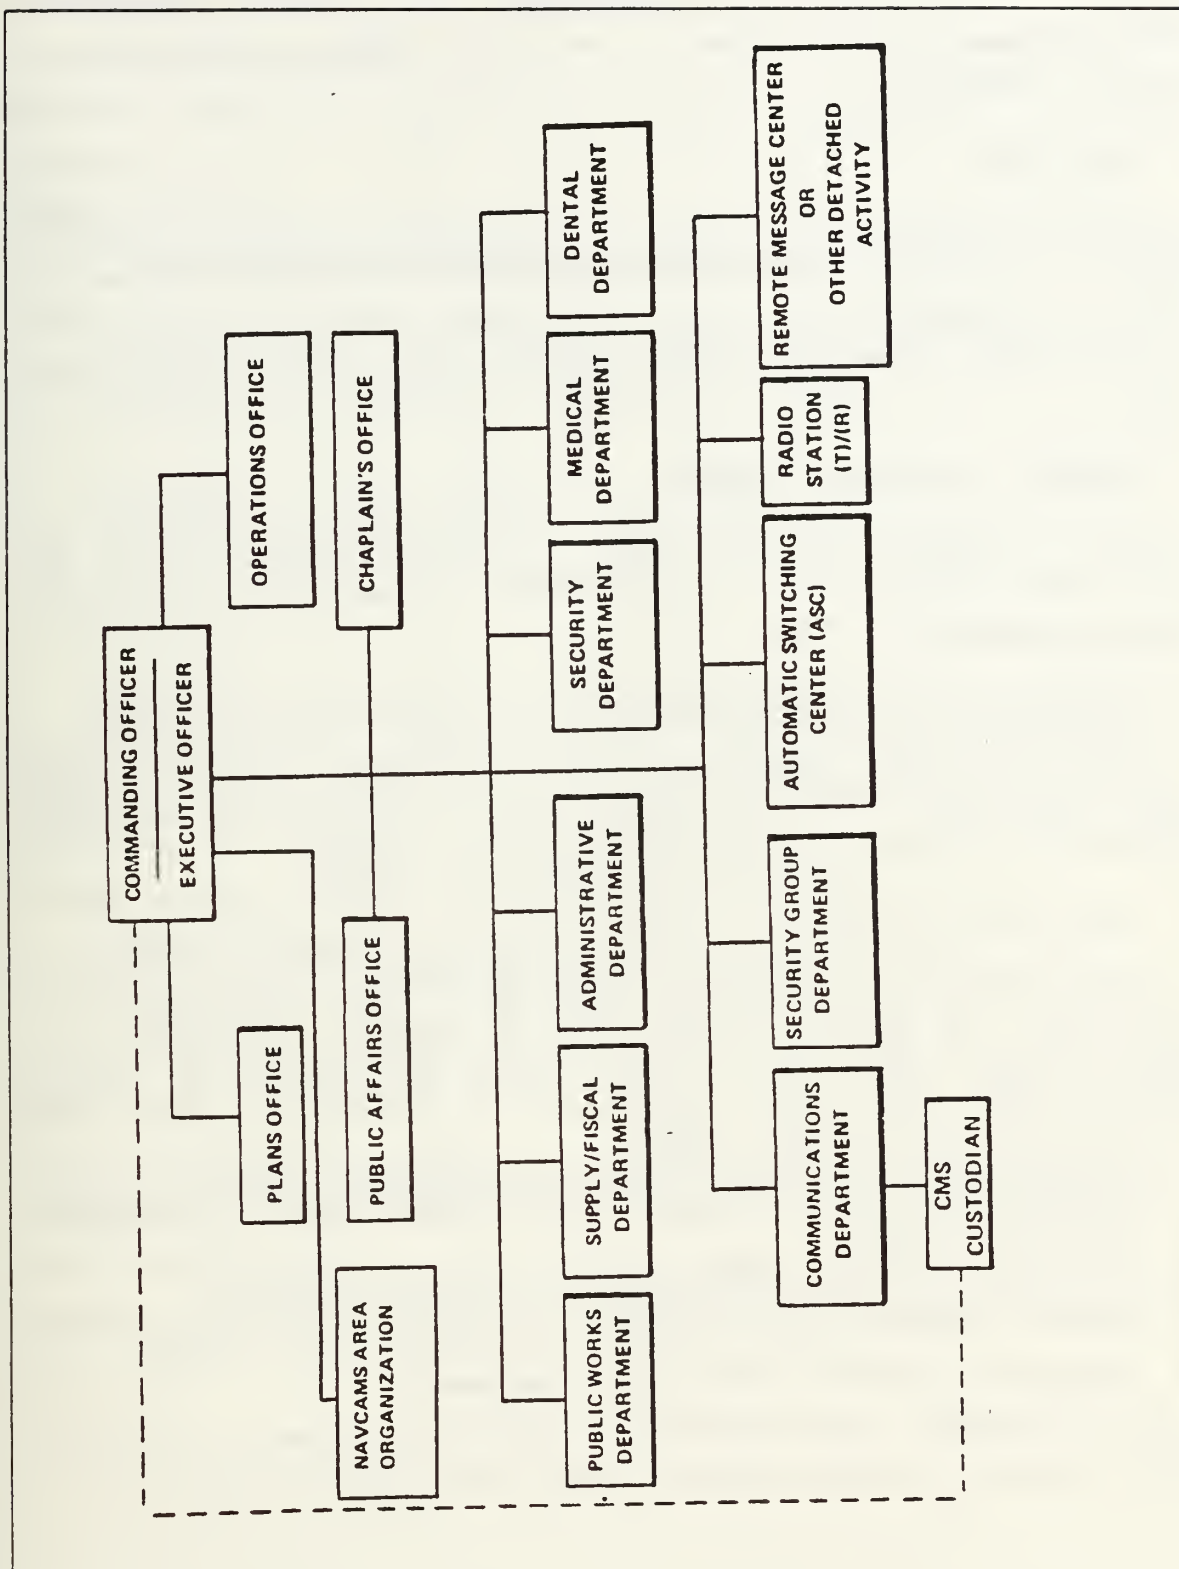 COMMANDING OFFICER
EXECUTIVE OFFICER
PLANS OFFICE
OPERATIONS OFFICE
NAVCAMS AREA
ORGANIZATION
PUBLIC AFFAIRS OFFICE
CHAPLAIN'S OFFICE
PUBLIC WORKS
DEPARTMENT
SUPPLY/FISCAL
DEPARTMENT
ADMINISTRATIVE
DEPARTMENT
SECURITY
DEPARTMENT
MEDICAL
DEPARTMENT
DENTAL
DEPARTMENT
COMMUNICATIONS
DEPARTMENT
SECURITY GROUP
DEPARTMENT
AUTOMATIC SWITCHING
CENTER (ASC)
RADIO
STATION
(T)/(R)
REMOTE MESSAGE CENTER
OR
OTHER DETACHED
ACTIVITY
CMS
CUSTODIAN